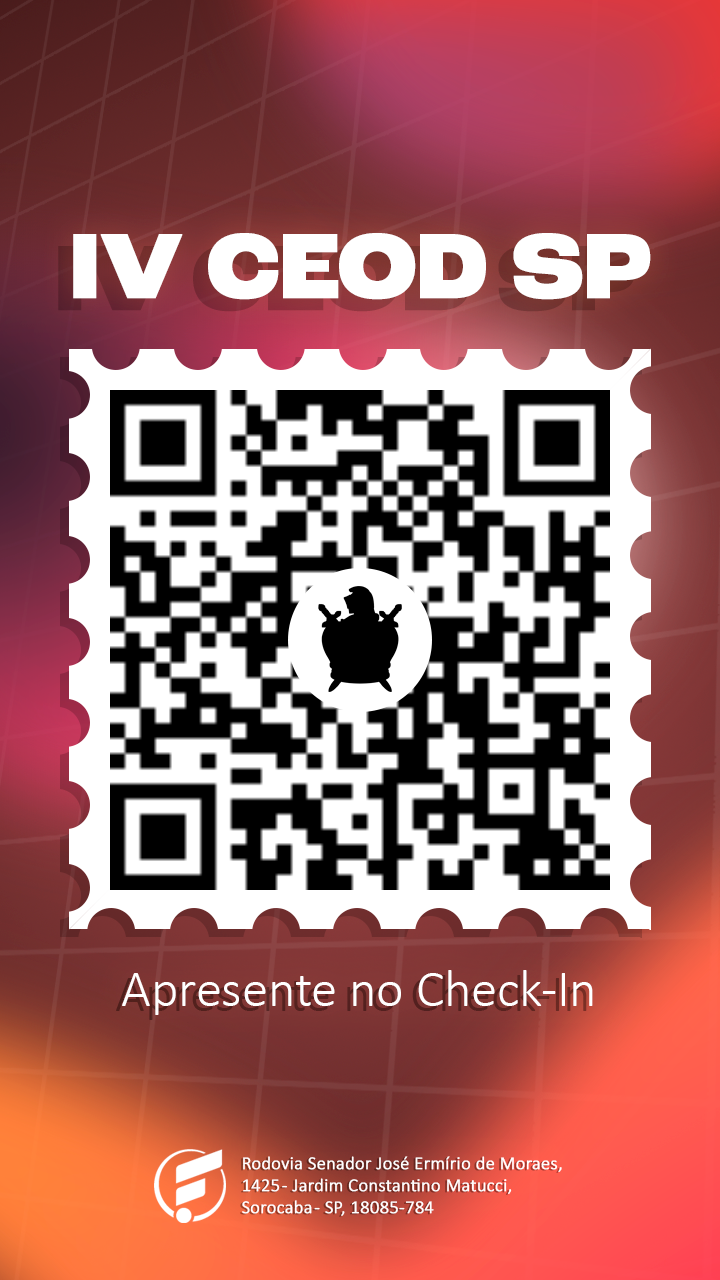 IV CEOD SP
Apresente no Check-In
Rodovia Senador José Ermírio de Moraes,
1425- Jardim Constantino Matucci,
Sorocaba- SP, 18085-784